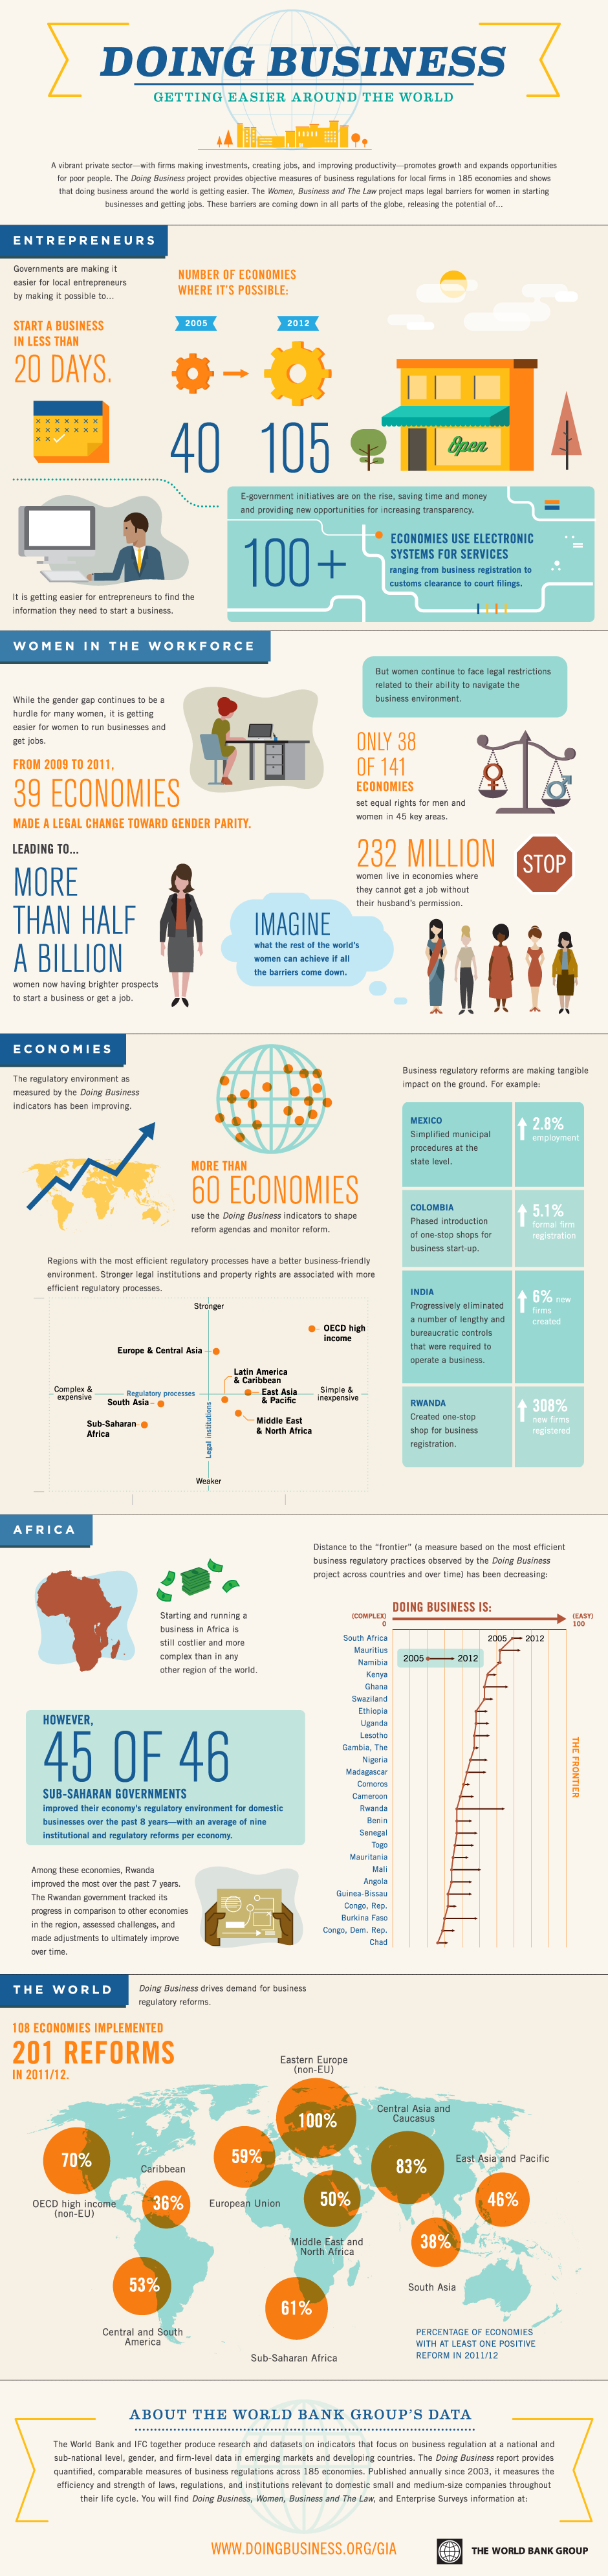 DOING BUSINESS
GETTING EASIER AROUND THE WORLD
A vibrant private sector—with firms making investments, creating jobs, and improving productivity—promotes growth and expands opportunities
for poor people. The Doing Business project provides objective measures of business regulations for local firms in 185 economies and shows
that doing business around the world is getting easier. The Women, Business and The Law project maps legal barriers for women in starting
businesses and getting jobs. These barriers are coming down in all parts of the globe, releasing the potential of...
ENTREPRENEURS
Governments are making it
easier for local entrepreneurs
by making it possible to...
START A BUSINESS
IN LESS THAN
20 DAYS.
NUMBER OF ECONOMIES
WHERE IT'S POSSIBLE:
2005
2012
40
105
Open
It is getting easier for entrepreneurs to find the
information they need to start a business.
E-government initiatives are on the rise, saving time and money
and providing new opportunities for increasing transparency.
100+
ECONOMIES USE ELECTRONIC
SYSTEMS FOR SERVICES
ranging from business registration to
customs clearance to court filings.
WOMEN IN THE WORKFORCE
While the gender gap continues to be a
hurdle for many women, it is getting
easier for women to run businesses and
get jobs.
FROM 2009 TO 2011,
39 ECONOMIES
MADE A LEGAL CHANGE TOWARD GENDER PARITY.
LEADING TO...
MORE
THAN HALF
A BILLION
women now having brighter prospects
to start a business or get a job.
But women continue to face legal restrictions
related to their ability to navigate the
business environment.
ONLY 38
OF 141
ECONOMIES
set equal rights for men and
women in 45 key areas.
232 MILLION
women live in economies where
they cannot get a job without
their husband's permission.
STOP
IMAGINE
what the rest of the world's
women can achieve if all
the barriers come down.
ECONOMIES
The regulatory environment as
measured by the Doing Business
indicators has been improving.
MORE THAN
60 ECONOMIES
use the Doing Business indicators to shape
reform agendas and monitor reform.
Regions with the most efficient regulatory processes have a better business-friendly
environment. Stronger legal institutions and property rights are associated with more
efficient regulatory processes.
Stronger
OECD high
income
Europe & Central Asia
Latin America
& Caribbean
Complex &
expensive
Regulatory processes
East Asia
& Pacific
Simple &
inexpensive
South Asia
Sub-Saharan
Africa
Legal institutions
Middle East
& North Africa
Weaker
Business regulatory reforms are making tangible
impact on the ground. For example:
MEXICO
Simplified municipal
procedures at the
state level.
2.8%
employment
COLOMBIA
Phased introduction
of one-stop shops for
business start-up.
5.1%
formal firm
registration
INDIA
Progressively eliminated
a number of lengthy and
bureaucratic controls
that were required to
operate a business.
6% new
firms
created
RWANDA
Created one-stop
shop for business
registration.
308%
new firms
registered
AFRICA
Starting and running a
business in Africa is
still costlier and more
complex than in any
other region of the world.
HOWEVER,
45 OF 46
SUB-SAHARAN GOVERNMENTS
improved their economy's regulatory environment for domestic
businesses over the past 8 years—with an average of nine
institutional and regulatory reforms per economy.
Among these economies, Rwanda
improved the most over the past 7 years.
The Rwandan government tracked its
progress in comparison to other economies
in the region, assessed challenges, and
made adjustments to ultimately improve
over time.
Distance to the "frontier" (a measure based on the most efficient
business regulatory practices observed by the Doing Business
project across countries and over time) has been decreasing:
DOING BUSINESS IS:
(COMPLEX)
0
(EASY)
100
2005
2012
2005
2012
South Africa
Mauritius
Namibia
Kenya
Ghana
Swaziland
Ethiopia
Uganda
Lesotho
Gambia, The
Nigeria
Madagascar
Comoros
Cameroon
Rwanda
Benin
Senegal
Togo
Mauritania
Mali
Angola
Guinea-Bissau
Congo, Rep.
Burkina Faso
Congo, Dem. Rep.
Chad
THE FRONTIER
THE WORLD
Doing Business drives demand for business
regulatory reforms.
108 ECONOMIES IMPLEMENTED
201 REFORMS
IN 2011/12.
Eastern Europe
(non-EU)
100%
Central Asia and
Caucasus
83%
70%
OECD high income
(non-EU)
Caribbean
36%
59%
European Union
50%
Middle East and
North Africa
East Asia and Pacific
46%
38%
South Asia
53%
Central and South
America
61%
Sub-Saharan Africa
PERCENTAGE OF ECONOMIES
WITH AT LEAST ONE POSITIVE
REFORM IN 2011/12
ABOUT THE WORLD BANK GROUP'S DATA
The World Bank and IFC together produce research and datasets on indicators that focus on business regulation at a national and
sub-national level, gender, and firm-level data in emerging markets and developing countries. The Doing Business report provides
quantified, comparable measures of business regulations across 185 economies. Published annually since 2003, it measures the
efficiency and strength of laws, regulations, and institutions relevant to domestic small and medium-size companies throughout
their life cycle. You will find Doing Business, Women, Business and The Law, and Enterprise Surveys information at:
WWW.DOINGBUSINESS.ORG/GIA
THE WORLD BANK GROUP